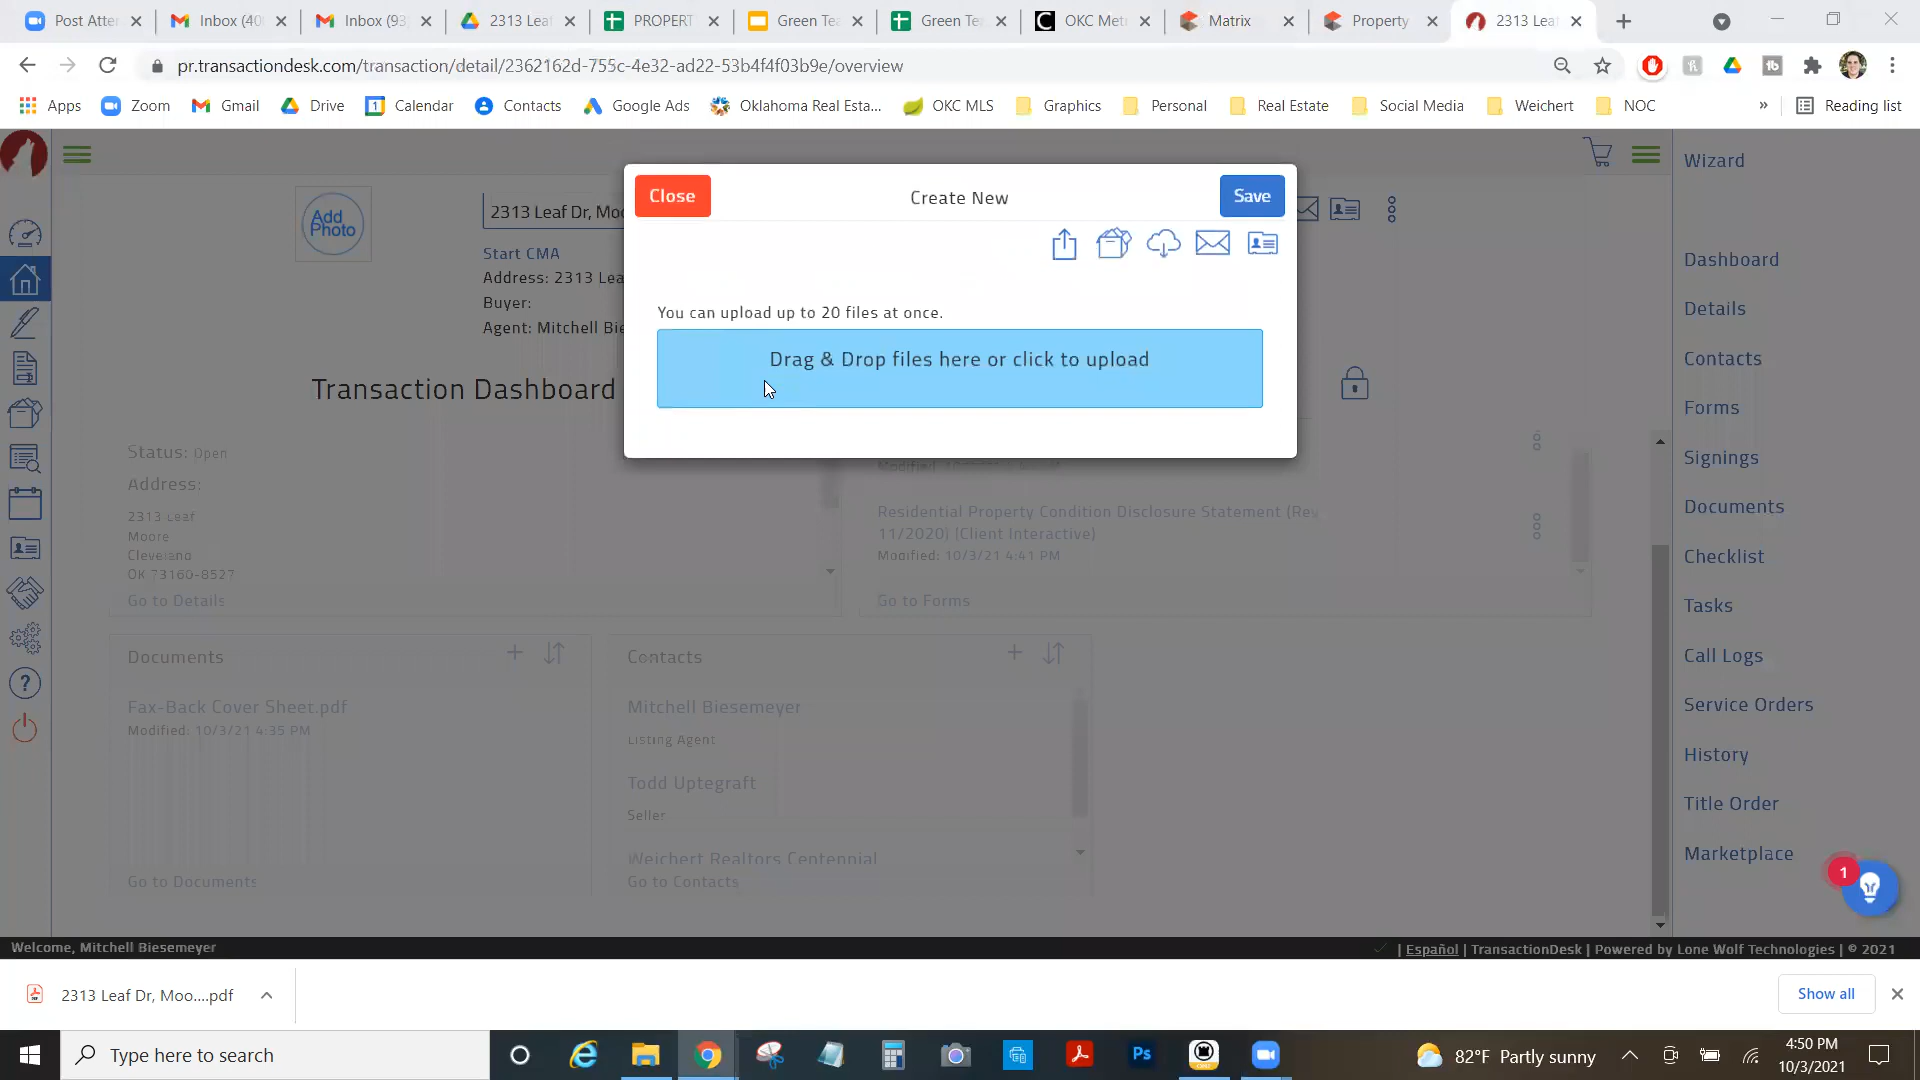 Post Atter
Inbox (40
Inbox (93
2313 Lea
PROPERT
Green Tea
Green Tea
OKC Met
Matrix
Property
2313 Leaf
pr.transactiondesk.com/transaction/detail/2362162d-755c-4e32-ad22-53b4f4f03b9e/overview
Apps
Zoom
Gmail
Drive
Calendar
Contacts
Google Ads
Oklahoma Real Esta...
OKC MLS
Graphics
Personal
Real Estate
Social Media
Weichert
NOC
»
Reading list
Close
Create New
Save
Add
Photo
2313 Leaf Dr, Moo
Start CMA
Address: 2313 Lea
Buyer:
Agent: Mitchell Bie
You can upload up to 20 files at once.
Drag & Drop files here or click to upload
Transaction Dashboard
Status: Open
Address:
2313 Leaf
Moore
Cleveland
OK 73160-8527
Go to Details
Residential Property Condition Disclosure Statement (Rev
11/2020) (Client Interactive)
Modified: 10/3/21 4:41 PM
Go to Forms
Documents
Fax-Back Cover Sheet.pdf
Modified: 10/3/21 4:35 PM
Go to Documents
Contacts
Mitchell Biesemeyer
Listing Agent
Todd Uptegraft
Seller
Weichert Realtors Centennial
Go to Contacts
Wizard
Dashboard
Details
Contacts
Forms
Signings
Documents
Checklist
Tasks
Call Logs
Service Orders
History
Title Order
Marketplace
1
Welcome, Mitchell Biesemeyer
| Español | TransactionDesk | Powered by Lone Wolf Technologies | © 2021
2313 Leaf Dr, Moo....pdf
Show all
Type here to search
Ps
82°F Partly sunny
4:50 PM
10/3/2021